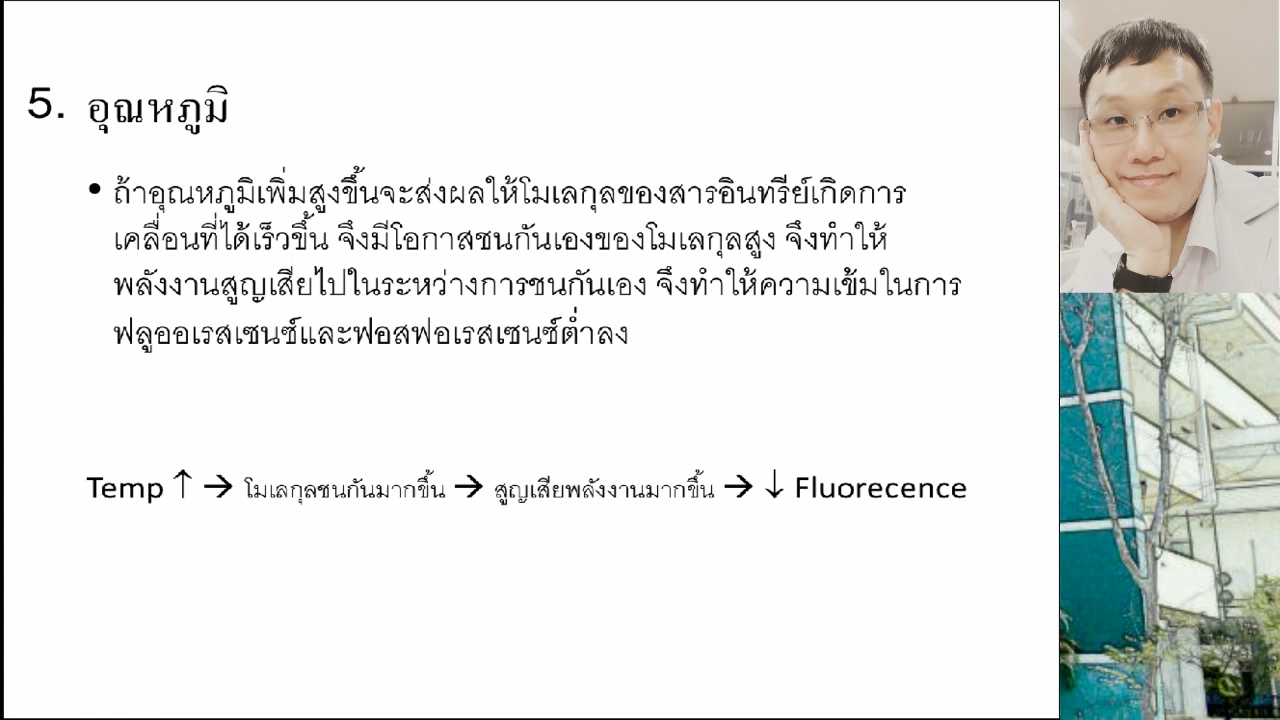 5. อุณหภูมิ
• ถ้าอุณหภูมิเพิ่มสูงขึ้นจะส่งผลให้โมเลกุลของสารอินทรีย์เกิดการ
เคลื่อนที่ได้เร็วขึ้น จึงมีโอกาสชนกันเองของโมเลกุลสูง จึงทำให้
พลังงานสูญเสียไปในระหว่างการชนกันเอง จึงทำให้ความเข้มในการ
ฟลูออเรสเซนซ์และฟอสฟอเรสเซนซ์ต่ำลง
Temp ↑ → โมเลกุลชนกันมากขึ้น → สูญเสียพลังงานมากขึ้น → ↓ Fluorecence